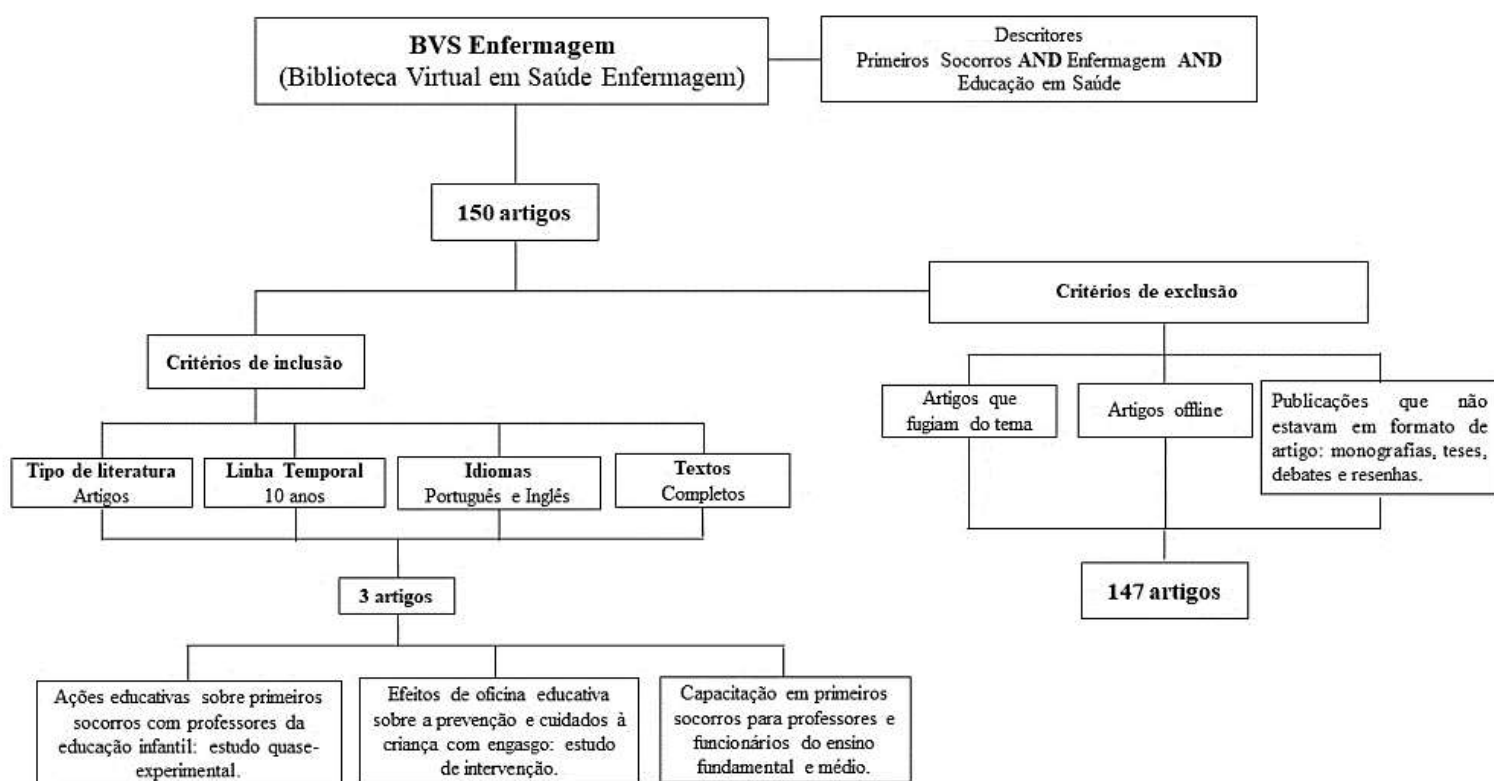 BVS Enfermagem
(Biblioteca Virtual em Saúde Enfermagem)
Descritores
Primeiros Socorros AND Enfermagem AND
Educação em Saúde
150 artigos
Critérios de exclusão
Critérios de inclusão
Artigos que
fugiam do tema
Artigos offline
Publicações que não
estavam em formato de
artigo: monografias, teses,
debates e resenhas.
Tipo de literatura
Artigos
Linha Temporal
10 anos
Idiomas
Português e Inglês
Textos
Completos
3 artigos
147 artigos
Ações educativas sobre primeiros
socorros com professores da
educação infantil: estudo quase-
experimental.
Efeitos de oficina educativa
sobre a prevenção e cuidados à
criança com engasgo: estudo
de intervenção.
Capacitação em primeiros
socorros para professores e
funcionários do ensino
fundamental e médio.